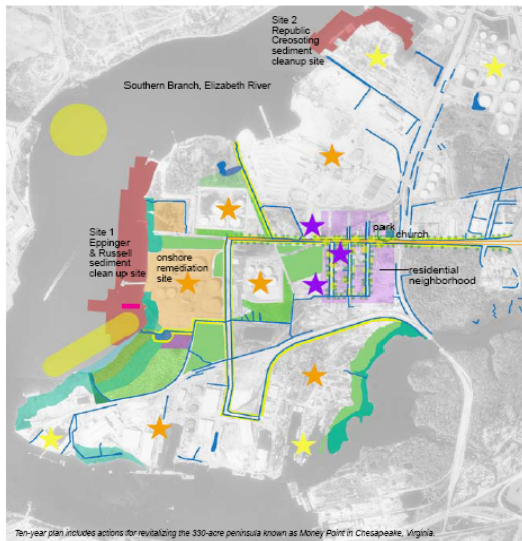 Site 2
Republic
Creosoting
sediment
cleanup site
Southern Branch, Elizabeth River
Site 1
Eppinger
& Russell
sediment
clean up site
onshore
remediation
site
park
church
residential
neighborhood
Ten-year plan includes actions for revitalizing the 330-acre peninsula known as Money Point in Chesapeake, Virginia.